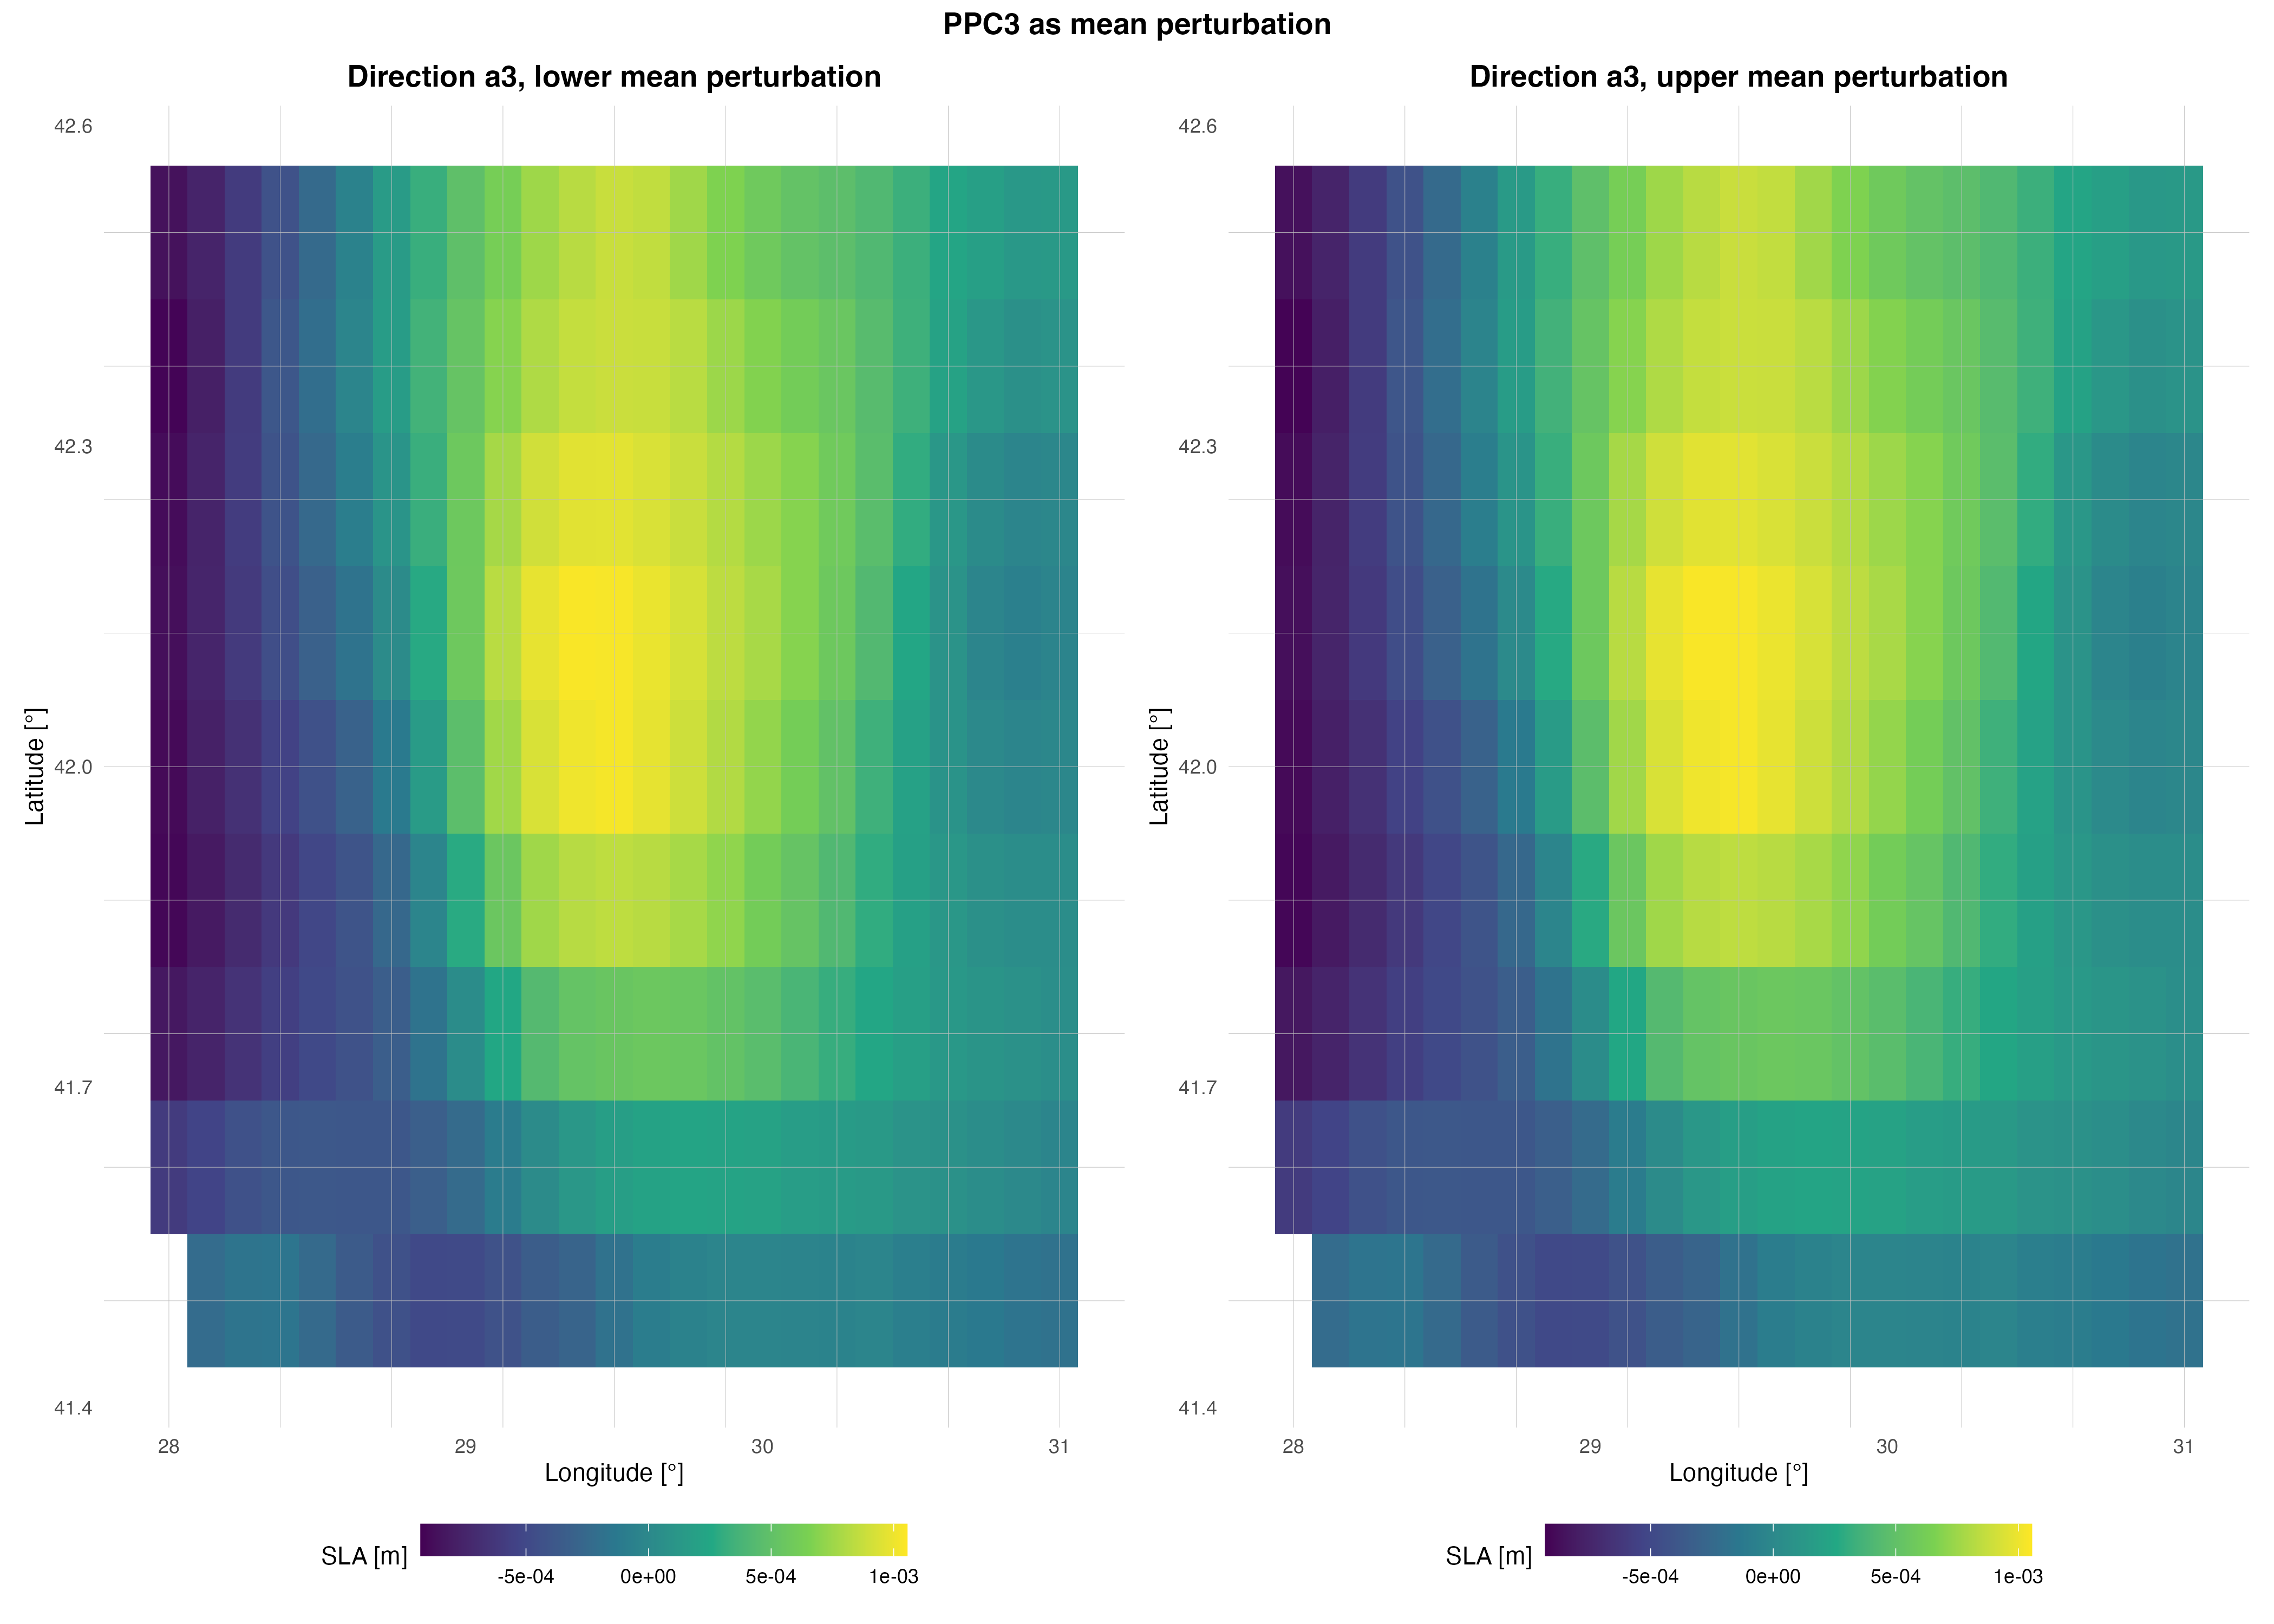 PPC3 as mean perturbation
Direction a3, lower mean perturbation
Direction a3, upper mean perturbation
42.6
42.3
42.0
41.7
41.4
Latitude [°]
28
29
30
31
Longitude [°]
SLA [m]
-5e-04
0e+00
5e-04
1e-03
42.6
42.3
42.0
41.7
41.4
Latitude [°]
28
29
30
31
Longitude [°]
SLA [m]
-5e-04
0e+00
5e-04
1e-03